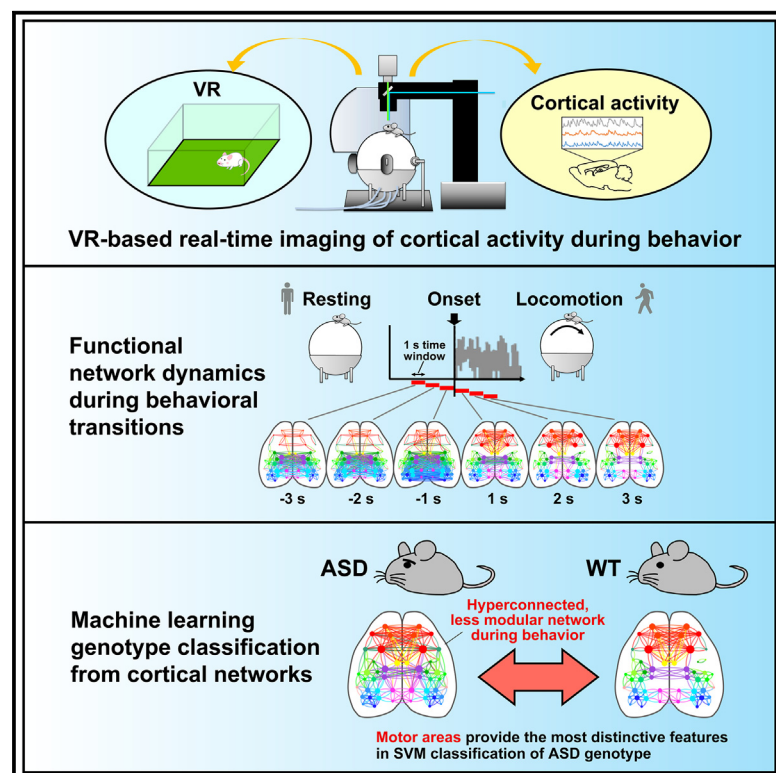 VR
Cortical activity
VR-based real-time imaging of cortical activity during behavior
Functional
network dynamics
during behavioral
transitions
Resting
Onset
Locomotion
1 s time
window
-3 s
-2 s
-1 s
1 s
2 s
3 s
Machine learning
genotype classification
from cortical networks
ASD
WT
Hyperconnected,
less modular network
during behavior
Motor areas provide the most distinctive features
in SVM classification of ASD genotype